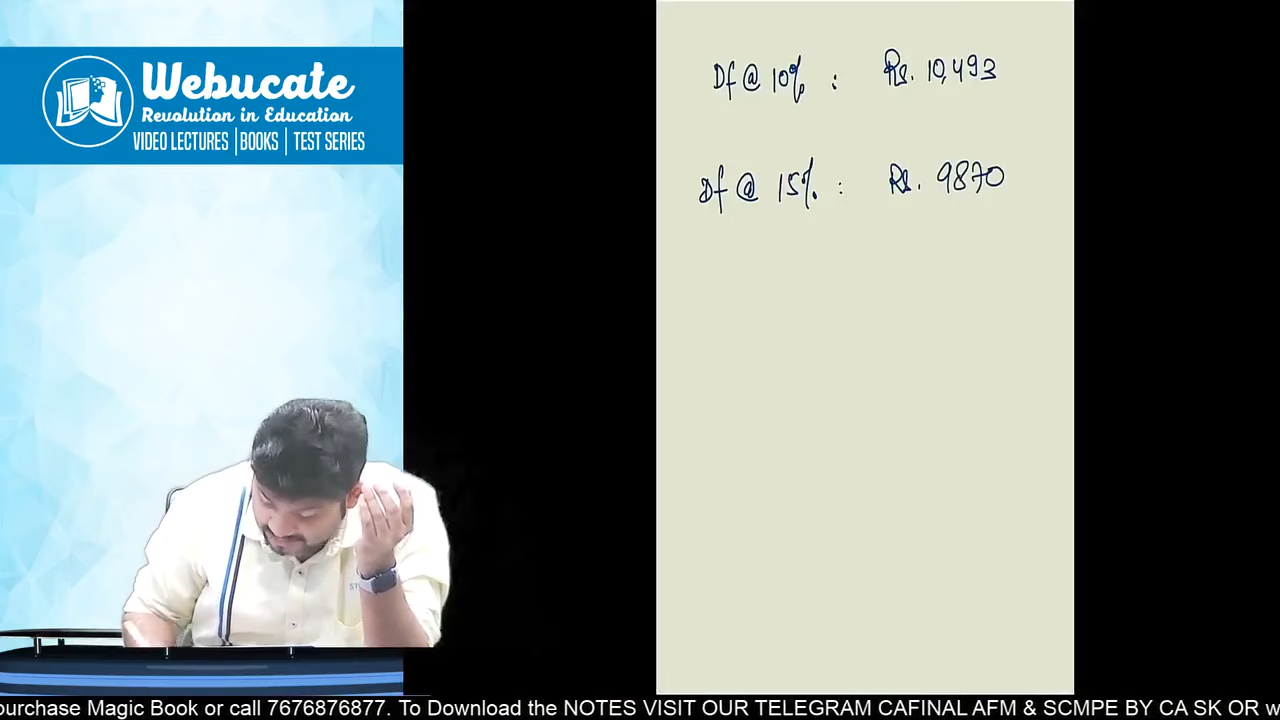 Webucate
Revolution in Education
VIDEO LECTURES | BOOKS | TEST SERIES
Df @ 10% : Rs. 10,493
Df @ 15% : Rs. 9870
ourchase Magic Book or call 7676876877. To Download the NOTES VISIT OUR TELEGRAM CAFINAL AFM & SCMPE BY CA SK OR w